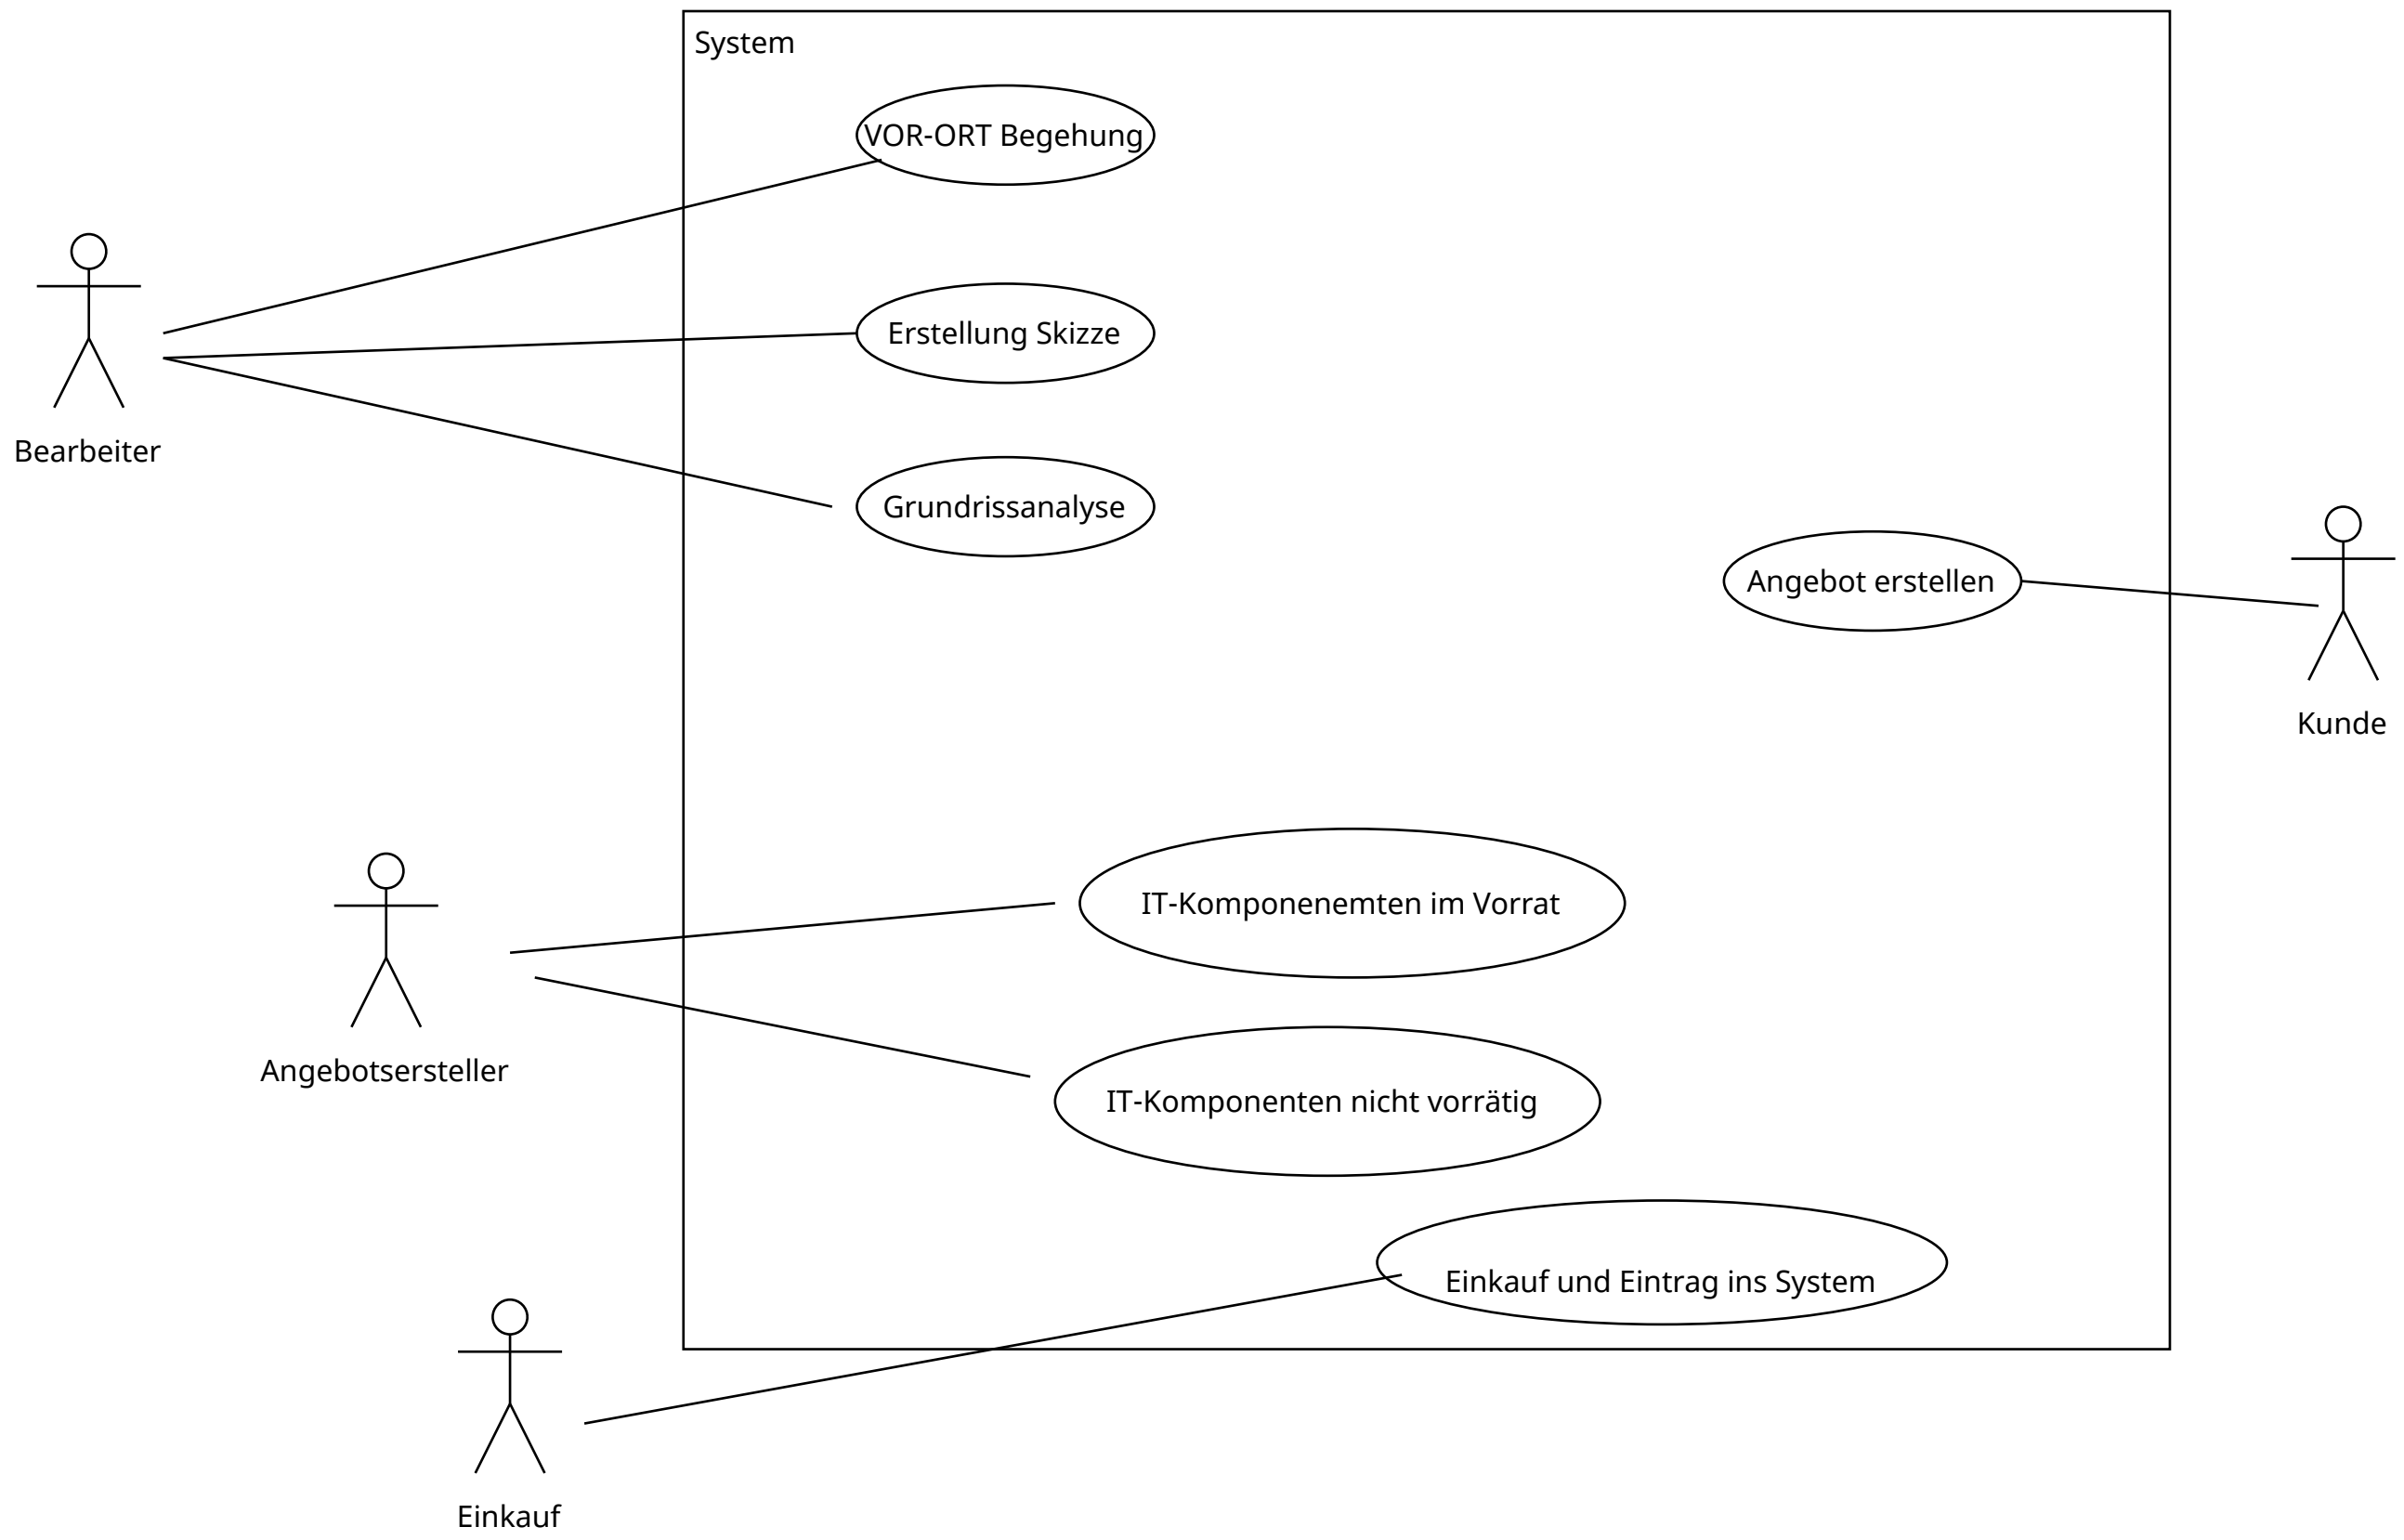 System
VOR-ORT Begehung
Erstellung Skizze
Bearbeiter
Grundrissanalyse
Angebot erstellen
Kunde
IT-Komponenemten im Vorrat
Angebotsersteller
IT-Komponenten nicht vorrätig
Einkauf und Eintrag ins System
Einkauf